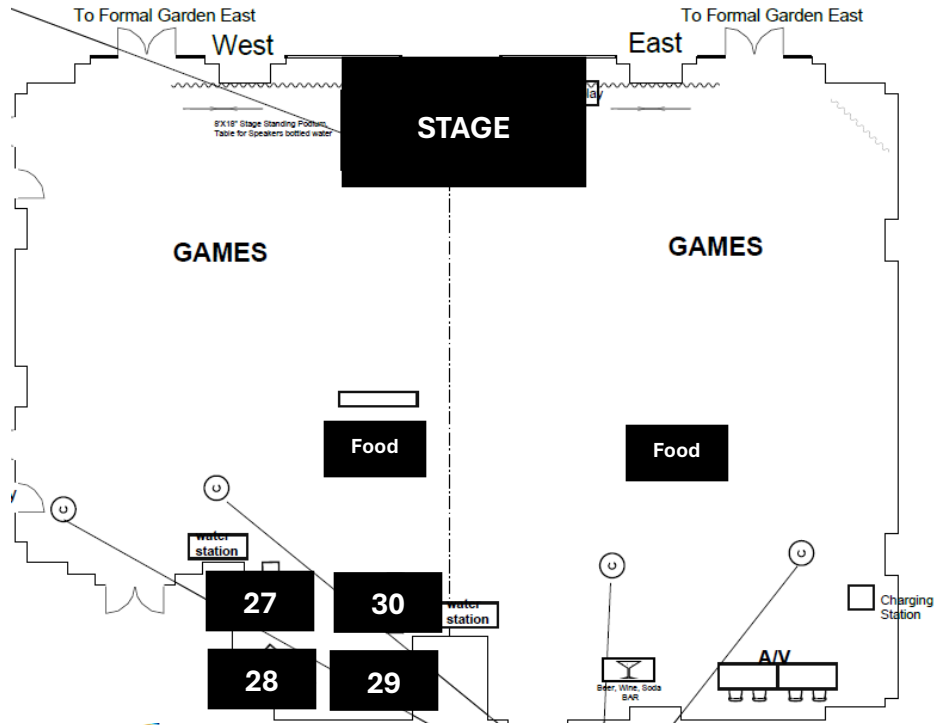 To Formal Garden East
To Formal Garden East
West
East
lay
8'X18" Stage Standing Podium,
Table for Speakers bottled water
STAGE
GAMES
GAMES
Food
Food
y
C
C
C
C
water
station
27
30
water
station
28
29
Charging
Station
A/V
Beer, Wine, Soda
BAR